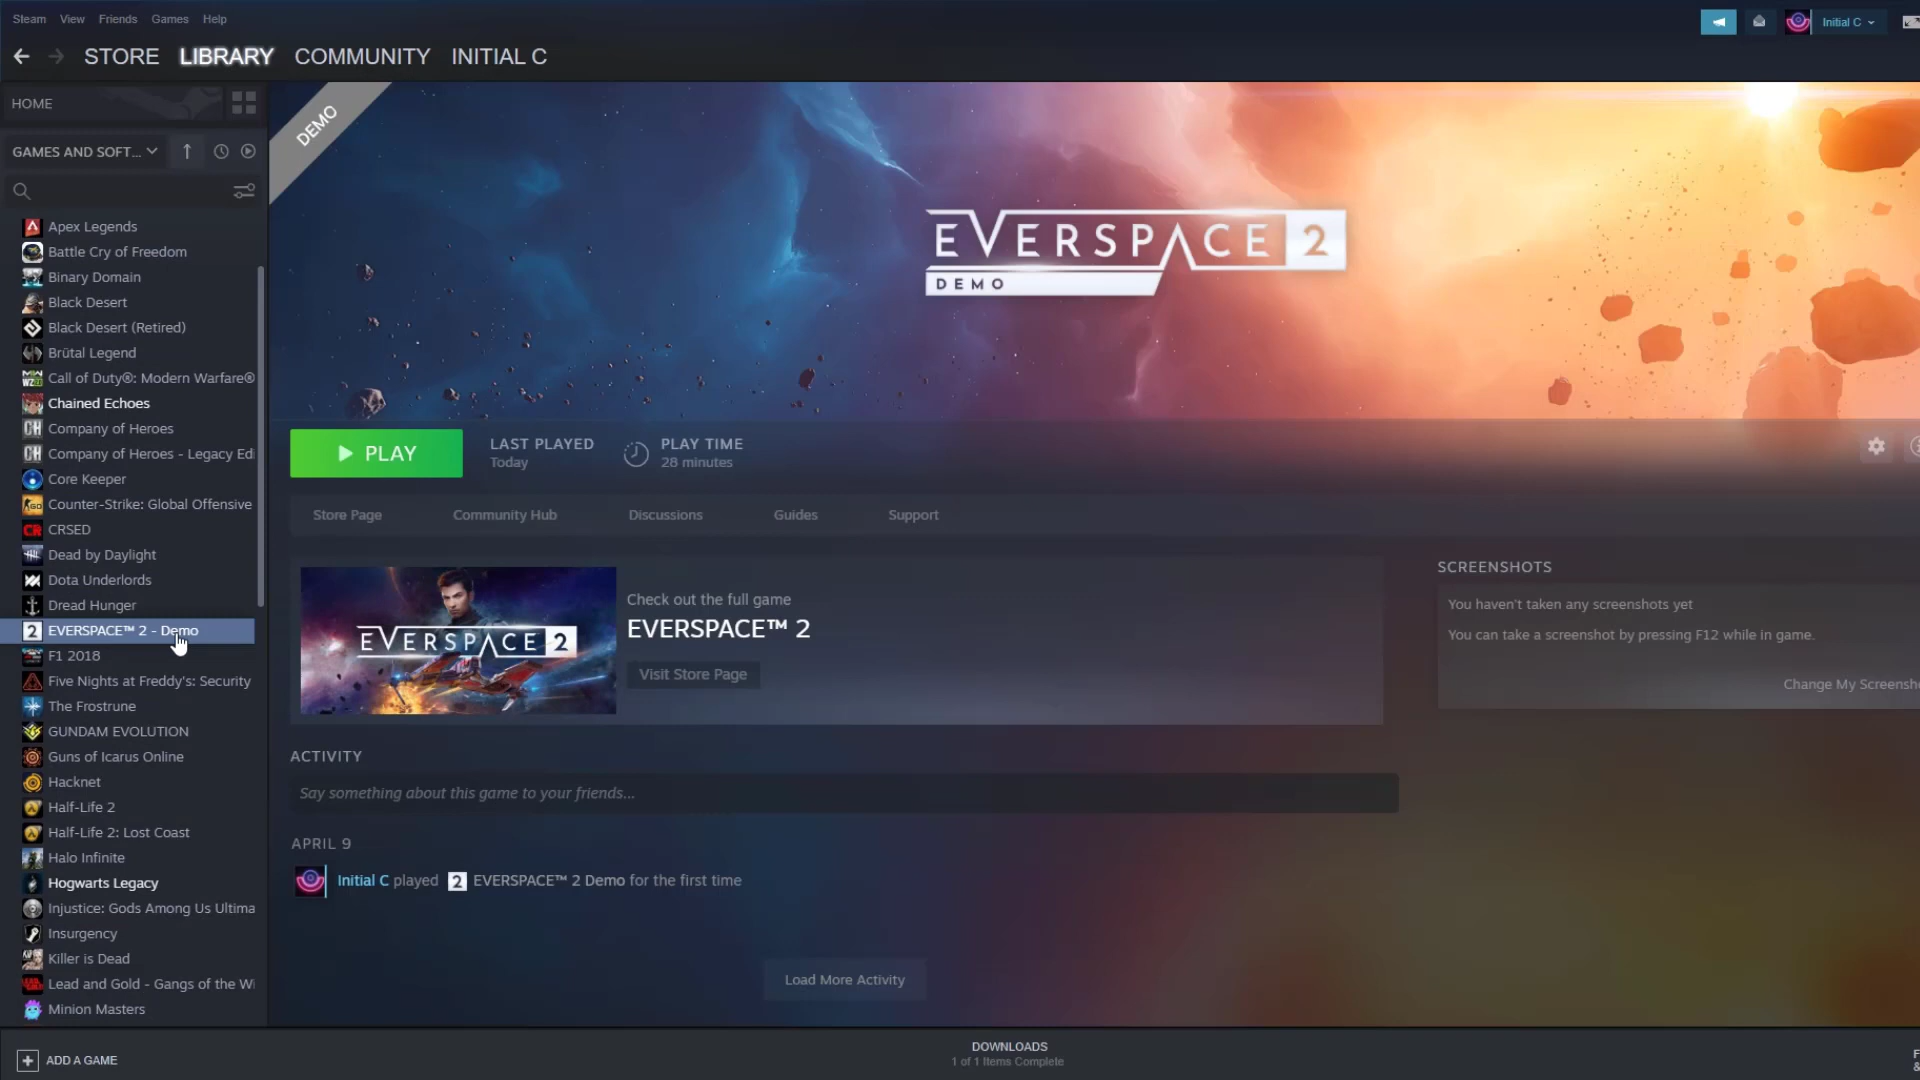 Steam View Friends Games Help
Initial C
STORE LIBRARY COMMUNITY INITIAL C
HOME
DEMO
GAMES AND SOFT...
Apex Legends
Battle Cry of Freedom
Binary Domain
Black Desert
Black Desert (Retired)
Brütal Legend
Call of Duty®: Modern Warfare®
Chained Echoes
Company of Heroes
Company of Heroes - Legacy Edi
Core Keeper
Counter-Strike: Global Offensive
CRSED
Dead by Daylight
Dota Underlords
Dread Hunger
EVERSPACE™ 2 - Demo
F1 2018
Five Nights at Freddy's: Security
The Frostrune
GUNDAM EVOLUTION
Guns of Icarus Online
Hacknet
Half-Life 2
Half-Life 2: Lost Coast
Halo Infinite
Hogwarts Legacy
Injustice: Gods Among Us Ultima
Insurgency
Killer is Dead
Lead and Gold - Gangs of the Wi
Minion Masters
EVERSPACE 2
DEMO
PLAY
LAST PLAYED
Today
PLAY TIME
28 minutes
Store Page Community Hub Discussions Guides Support
EVERSPACE 2
Check out the full game
EVERSPACE™ 2
Visit Store Page
SCREENSHOTS
You haven't taken any screenshots yet
You can take a screenshot by pressing F12 while in game.
Change My Screensho
ACTIVITY
Say something about this game to your friends...
APRIL 9
Initial C played 2 EVERSPACE™ 2 Demo for the first time
Load More Activity
ADD A GAME
DOWNLOADS
1 of 1 Items Complete
F
&